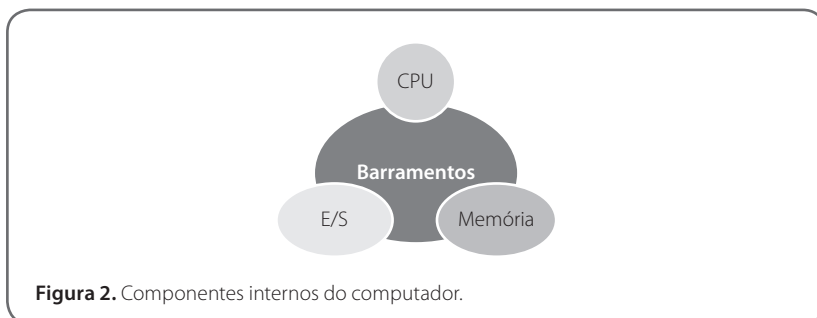 CPU
Barramentos
E/S Memória
Figura 2. Componentes internos do computador.